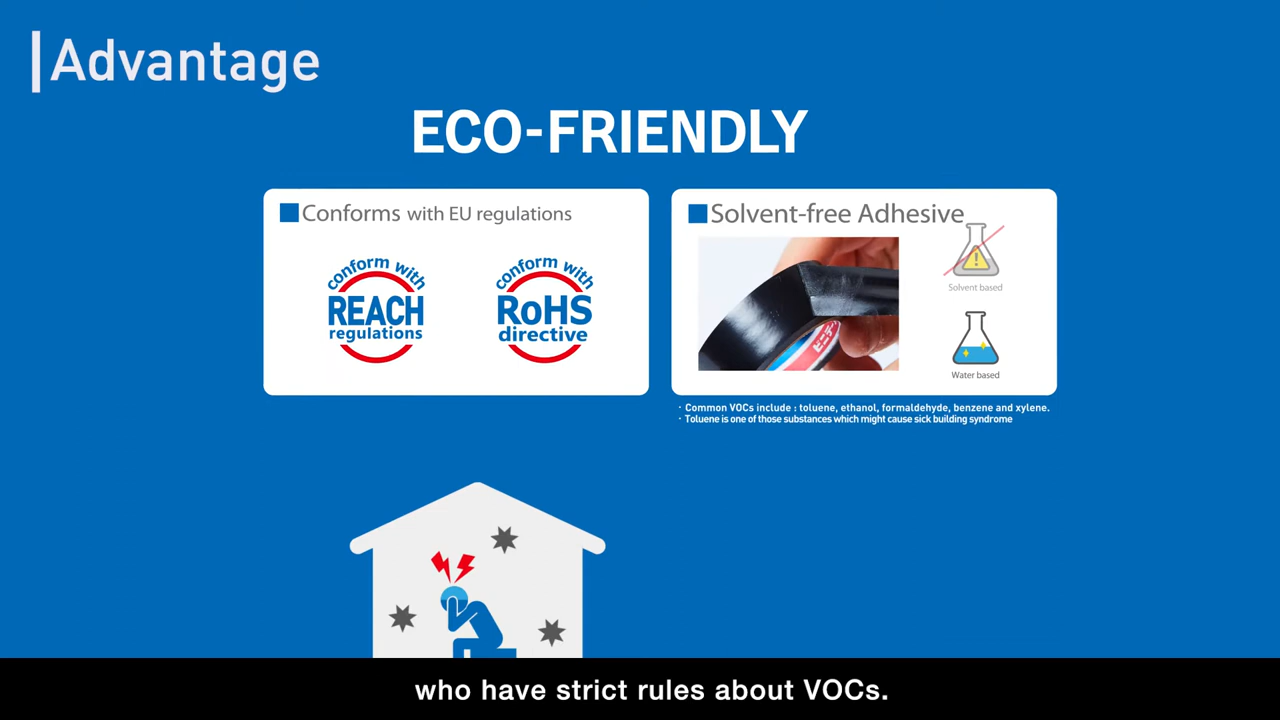 Advantage
ECO-FRIENDLY
Conforms with EU regulations
conform with
REACH
regulations
conform with
RoHS
directive
Solvent-free Adhesive
Solvent based
Water based
· Common VOCs include : toluene, ethanol, formaldehyde, benzene and xylene.
· Toluene is one of those substances which might cause sick building syndrome
who have strict rules about VOCs.